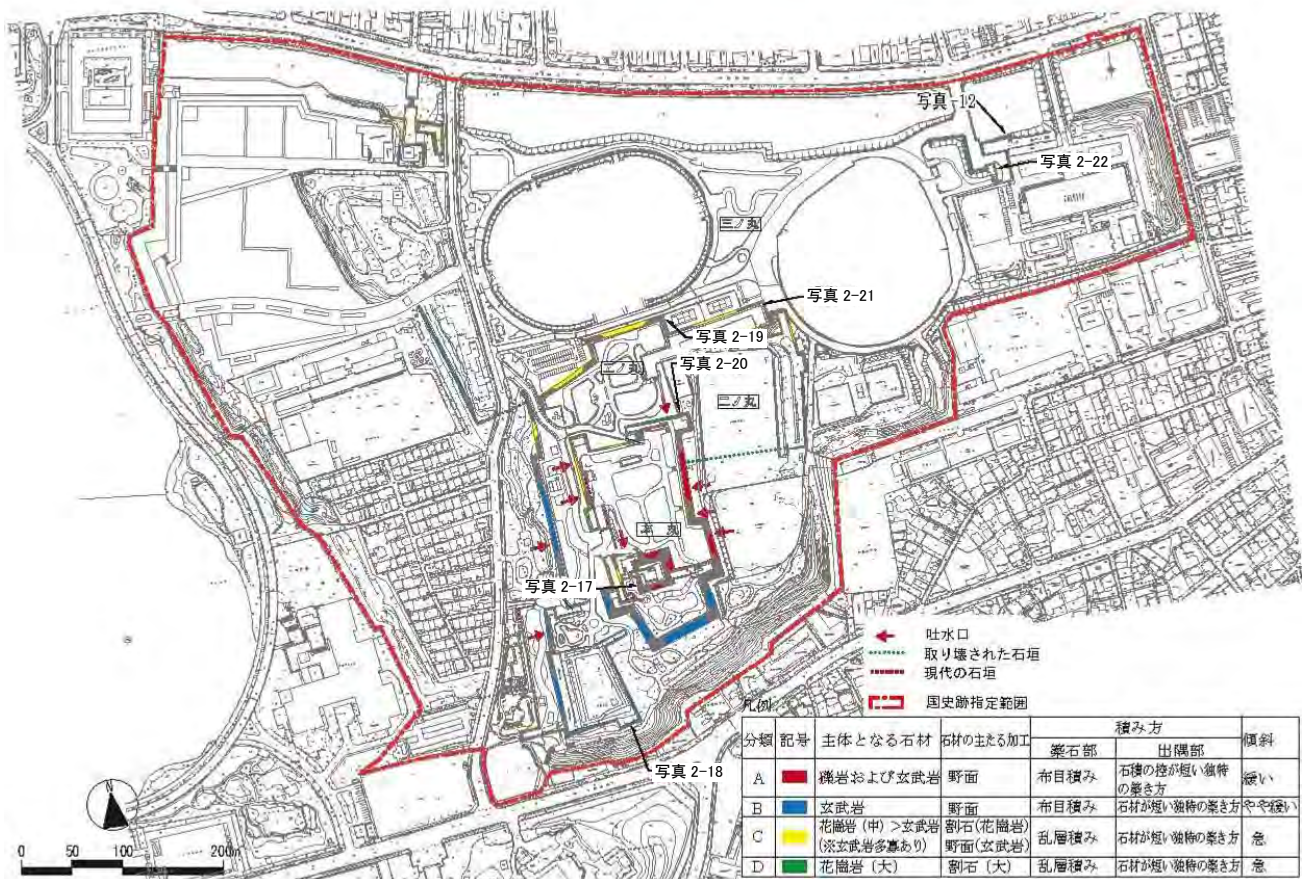 写真-12
写真 2-22
三ノ丸
写真 2-21
写真 2-19
写真 2-20
二ノ丸
二ノ丸
本 丸
写真 2-17
写真 2-18
吐水口
取り壊された石垣
現代の石垣
国史跡指定範囲
凡例
分類 記号 主体となる石材 石材の主たる加工 積み方 傾斜
築石部 出隅部
A 礫岩および玄武岩 野面 布目積み 石積の控が短い独特の築き方 緩い
B 玄武岩 野面 布目積み 石材が短い独特の築き方 やや緩い
C 花崗岩(中)>玄武岩 割石(花崗岩) 乱層積み 石材が短い独特の築き方 急
(※玄武岩多寡あり) 野面(玄武岩)
D 花崗岩(大) 割石(大) 乱層積み 石材が短い独特の築き方 急
N
0 50 100 200m